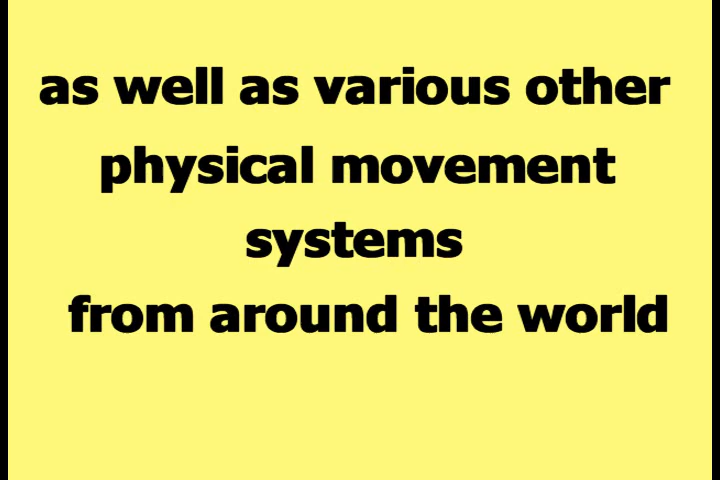 as well as various other
physical movement
systems
from around the world